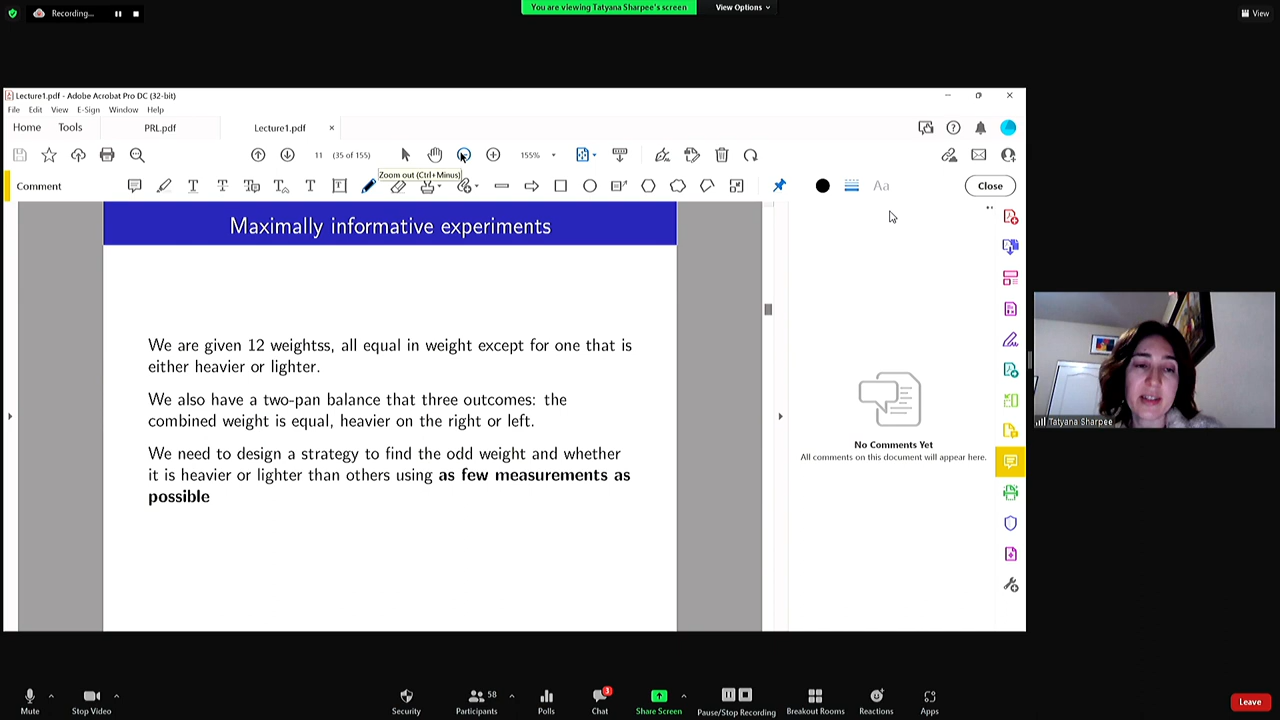 Recording...
You are viewing Tatyana Sharpee's screen
View Options
View
Lecture1.pdf - Adobe Acrobat Pro DC (32-bit)
File Edit View E-Sign Window Help
Home Tools PRL.pdf Lecture1.pdf ×
11 (35 of 155) 155%
Zoom out (Ctrl+Minus)
Comment Aa Close
Maximally informative experiments
We are given 12 weightss, all equal in weight except for one that is
either heavier or lighter.
We also have a two-pan balance that three outcomes: the
combined weight is equal, heavier on the right or left.
We need to design a strategy to find the odd weight and whether
it is heavier or lighter than others using as few measurements as
possible
No Comments Yet
All comments on this document will appear here.
Tatyana Sharpee
Mute
Stop Video
Security
Participants 58
Polls
Chat 3
Share Screen
Pause/Stop Recording
Breakout Rooms
Reactions
Apps
Leave